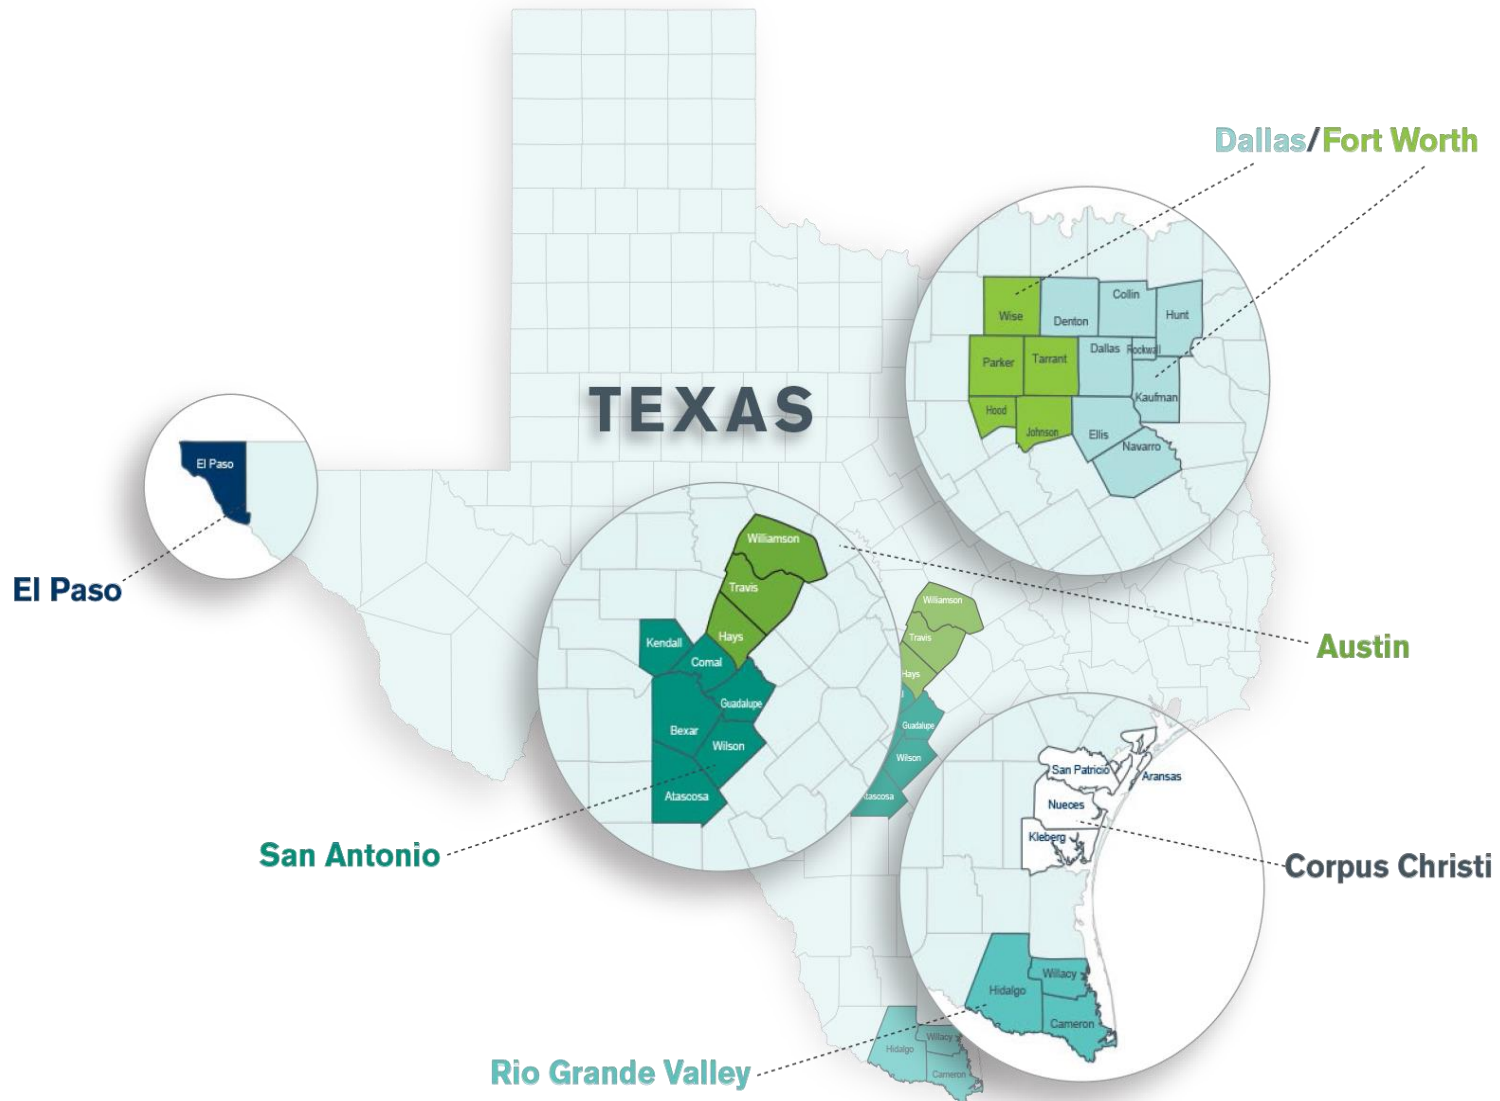 Dallas/Fort Worth
Collin
Wise
Denton
Hunt
Dallas
Rockwall
Parker
Tarrant
Kaufman
Hood
Johnson
Ellis
Navarro
TEXAS
El Paso
El Paso
Williamson
Travis
Hays
Kendall
Comal
Guadalupe
Bexar
Wilson
Atascosa
Williamson
Travis
Hays
l
Guadalupe
Wilson
tascosa
Austin
San Antonio
San Patricio
Aransas
Nueces
Kleberg
Corpus Christi
Hidalgo
Willacy
Cameron
Hidalgo
Willacy
Cameron
Rio Grande Valley